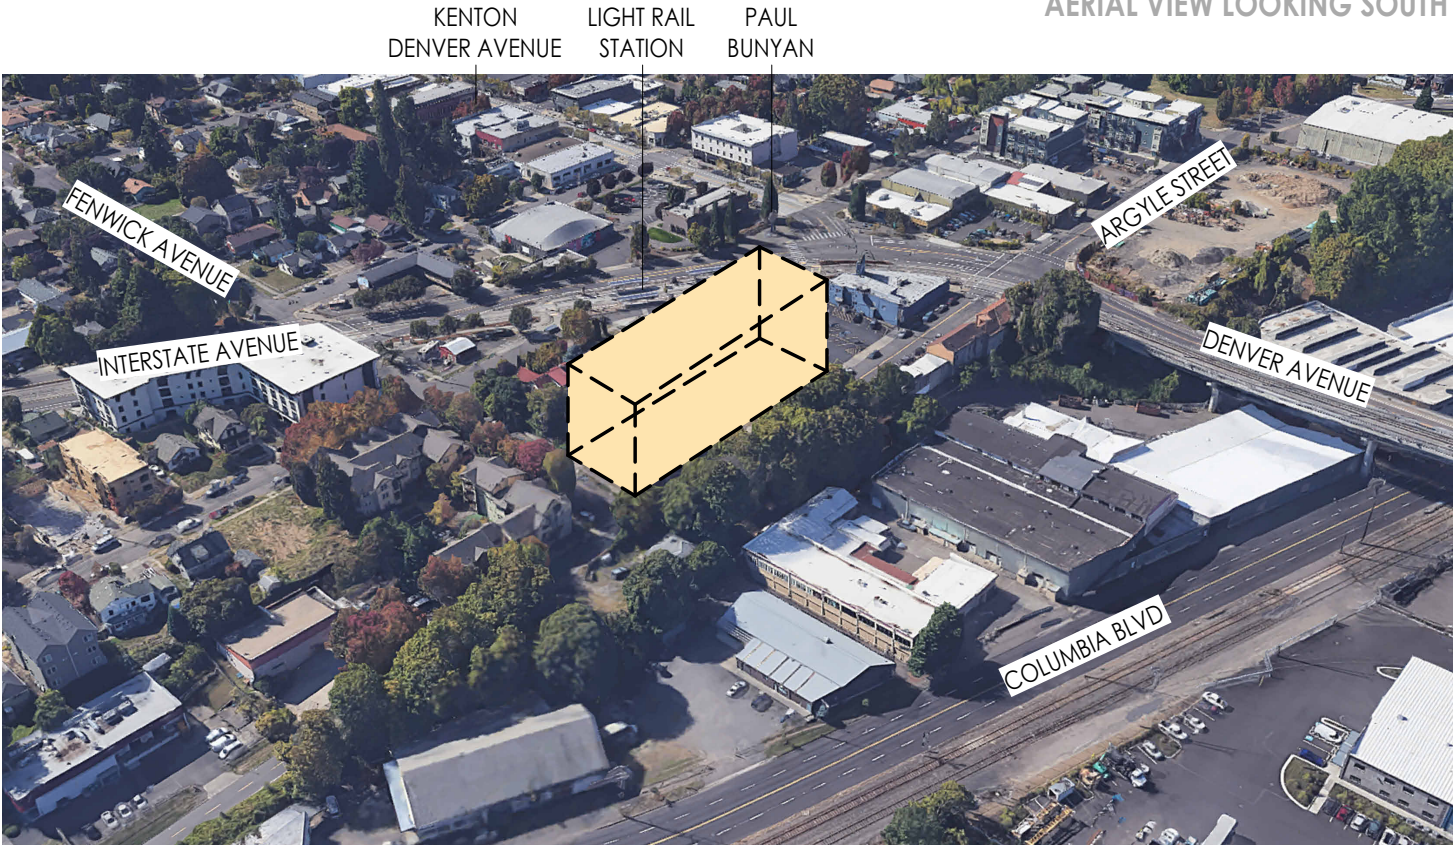 AERIAL VIEW LOOKING SOUTH
KENTON
DENVER AVENUE
LIGHT RAIL
STATION
PAUL
BUNYAN
FENWICK AVENUE
INTERSTATE AVENUE
ARGYLE STREET
DENVER AVENUE
COLUMBIA BLVD